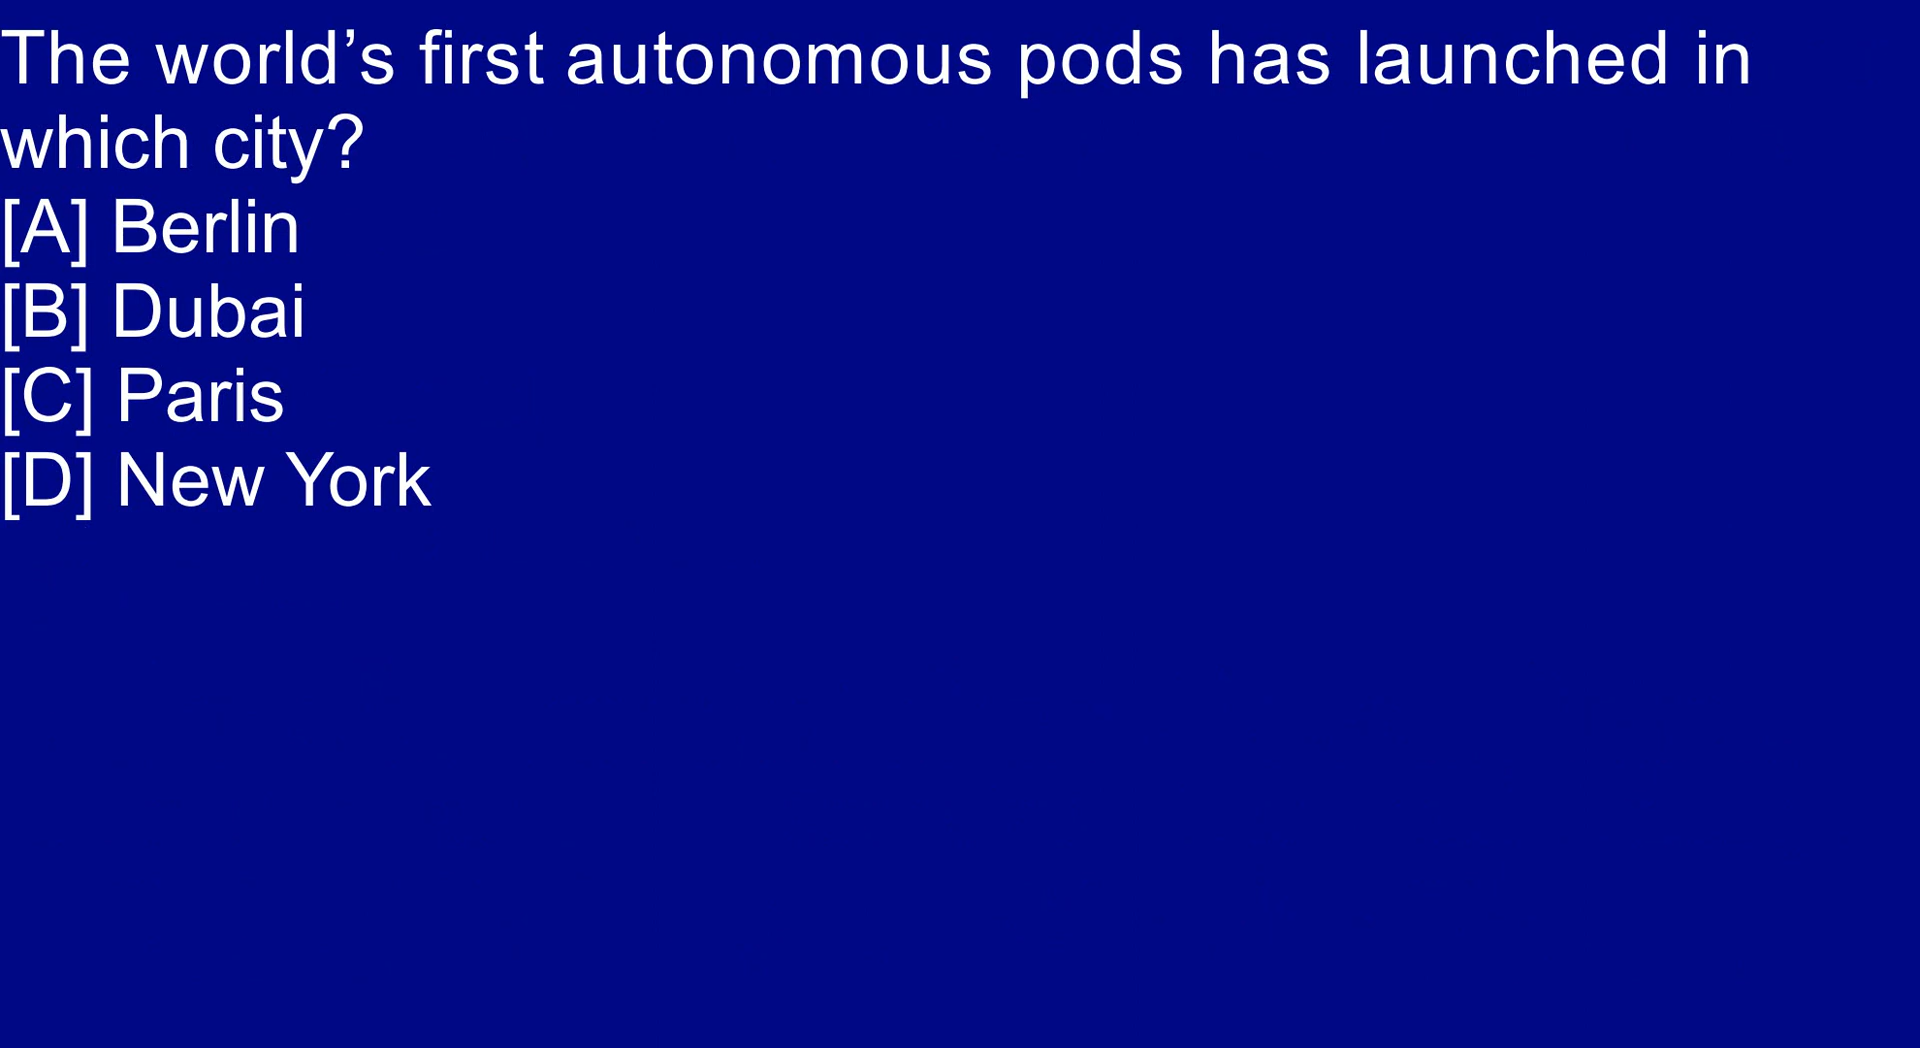 The world’s first autonomous pods has launched in
which city?
[A] Berlin
[B] Dubai
[C] Paris
[D] New York